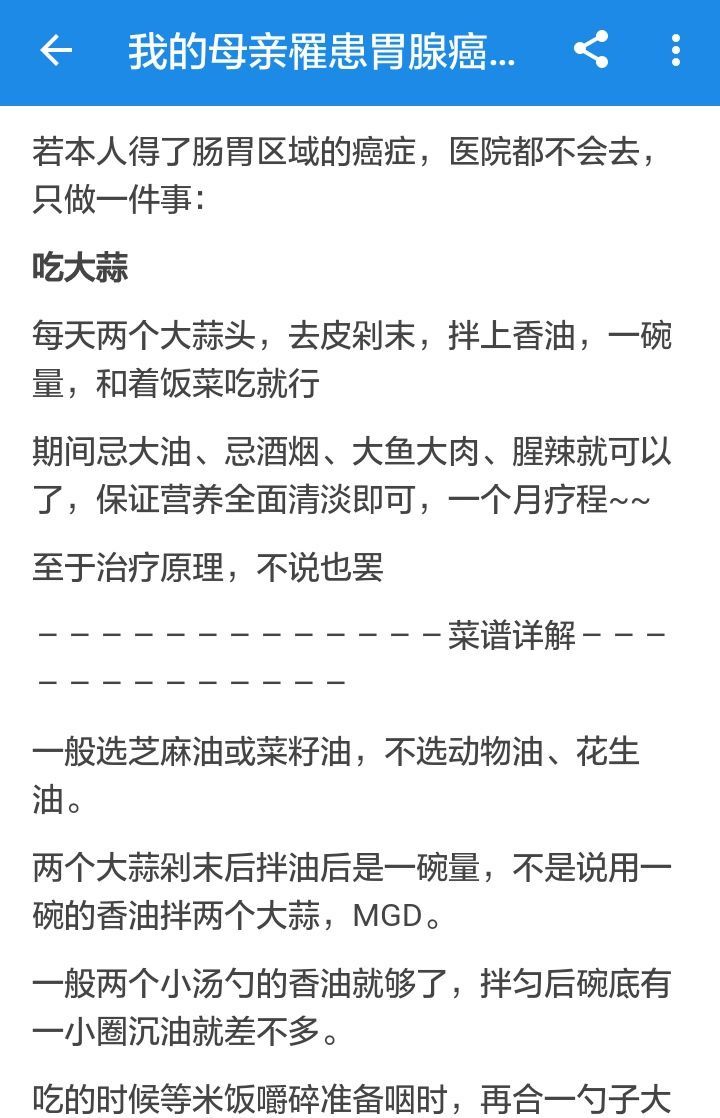 我的母亲罹患胃腺癌...
若本人得了肠胃区域的癌症，医院都不会去，
只做一件事：
吃大蒜
每天两个大蒜头，去皮剁末，拌上香油，一碗
量，和着饭菜吃就行
期间忌大油、忌酒烟、大鱼大肉、腥辣就可以
了，保证营养全面清淡即可，一个月疗程~~
至于治疗原理，不说也罢
－－－－－－－－－－－－－菜谱详解－－－
－－－－－－－－－－
一般选芝麻油或菜籽油，不选动物油、花生
油。
两个大蒜剁末后拌油后是一碗量，不是说用一
碗的香油拌两个大蒜，MGD。
一般两个小汤勺的香油就够了，拌匀后碗底有
一小圈沉油就差不多。
吃的时候等米饭嚼碎准备咽时，再合一勺子大